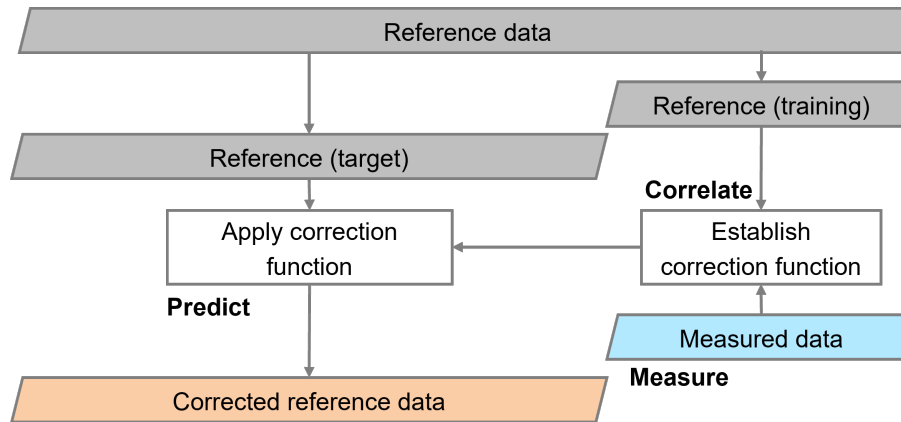 Reference data
Reference (training)
Reference (target)
Correlate
Apply correction
function
Establish
correction function
Predict
Measured data
Measure
Corrected reference data